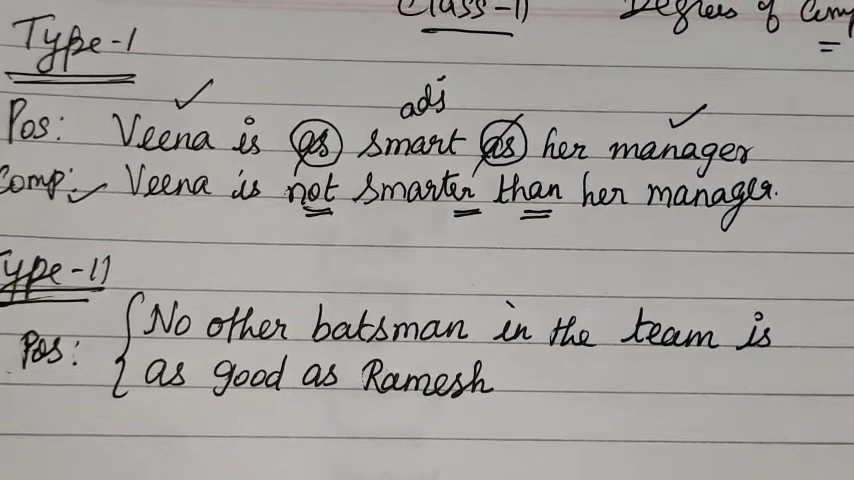 Class-11 Degrees of Comp
Type-1
adj
Pos: Veena is as smart as her manager
Comp: Veena is not smarter than her manager.
Type-11
Pos: No other batsman in the team is
as good as Ramesh